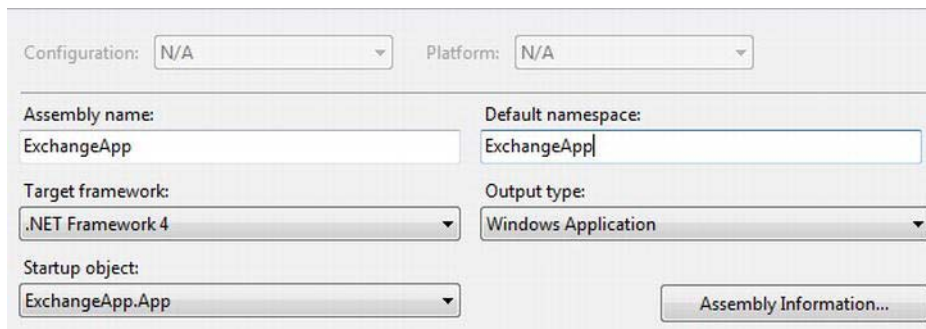 Configuration: N/A Platform: N/A
Assembly name: Default namespace:
ExchangeApp ExchangeApp
Target framework: Output type:
.NET Framework 4 Windows Application
Startup object:
ExchangeApp.App Assembly Information...